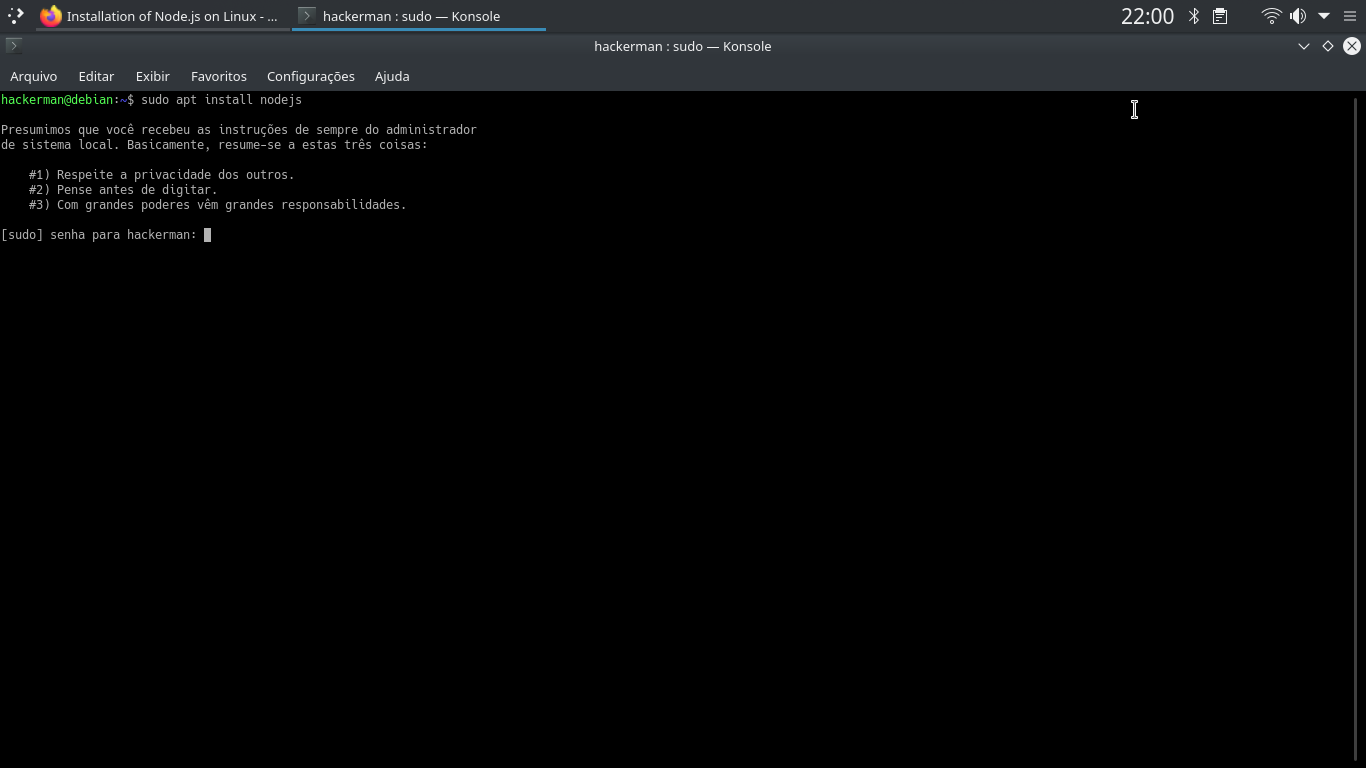 Installation of Node.js on Linux - ...
hackerman : sudo — Konsole
22:00
hackerman : sudo — Konsole
Arquivo Editar Exibir Favoritos Configurações Ajuda
hackerman@debian:~$ sudo apt install nodejs
Presumimos que você recebeu as instruções de sempre do administrador
de sistema local. Basicamente, resume-se a estas três coisas:
#1) Respeite a privacidade dos outros.
#2) Pense antes de digitar.
#3) Com grandes poderes vêm grandes responsabilidades.
[sudo] senha para hackerman: